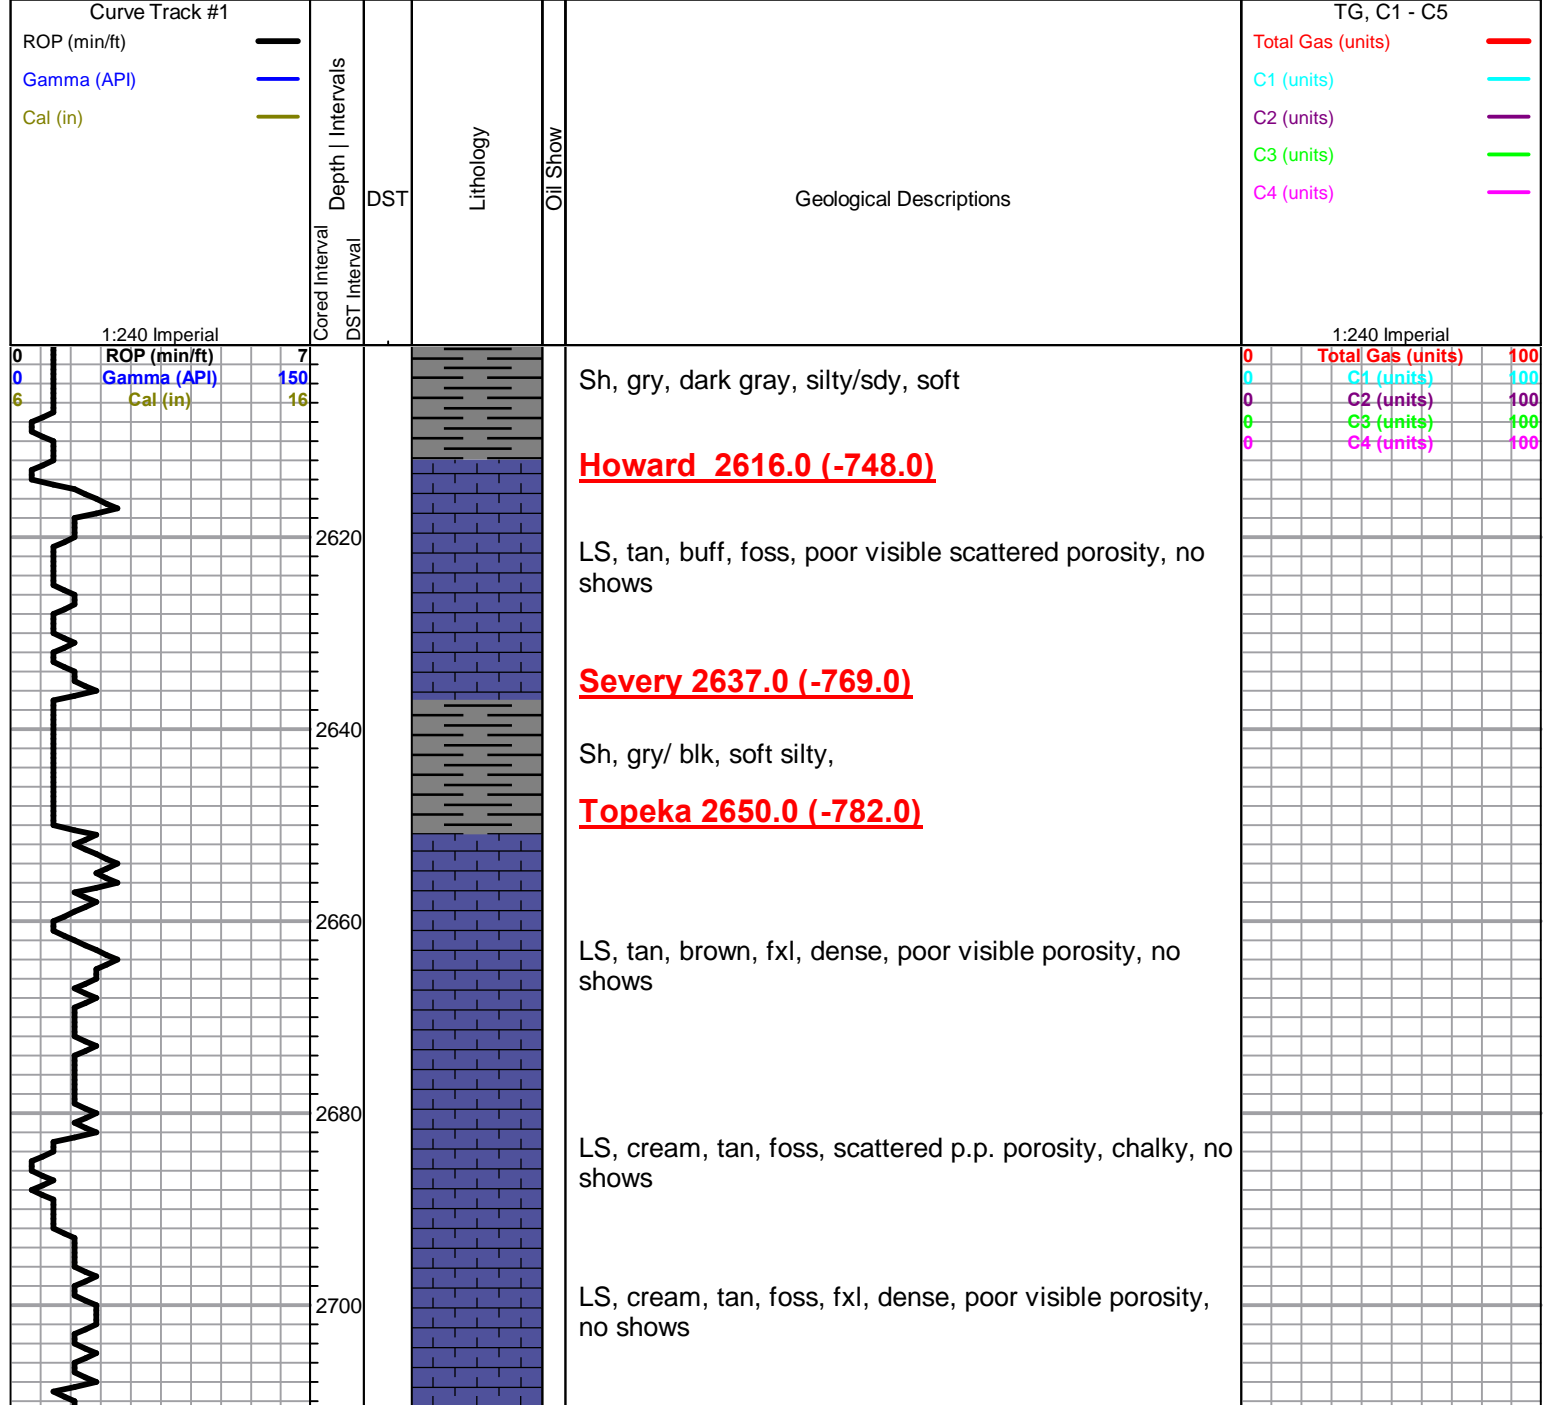 Curve Track #1
ROP (min/ft)
Gamma (API)
Cal (in)
1:240 Imperial
Depth | Intervals
Cored Interval
DST Interval
DST
Lithology
Oil Show
Geological Descriptions
TG, C1 - C5
Total Gas (units)
C1 (units)
C2 (units)
C3 (units)
C4 (units)
1:240 Imperial
0 ROP (min/ft) 7
0 Gamma (API) 150
6 Cal (in) 16
0 Total Gas (units) 100
0 C1 (units) 100
0 C2 (units) 100
0 C3 (units) 100
0 C4 (units) 100
Sh, gry, dark gray, silty/sdy, soft
Howard 2616.0 (-748.0)
2620
LS, tan, buff, foss, poor visible scattered porosity, no
shows
Severy 2637.0 (-769.0)
2640
Sh, gry/ blk, soft silty,
Topeka 2650.0 (-782.0)
2660
LS, tan, brown, fxl, dense, poor visible porosity, no
shows
2680
LS, cream, tan, foss, scattered p.p. porosity, chalky, no
shows
2700
LS, cream, tan, foss, fxl, dense, poor visible porosity,
no shows